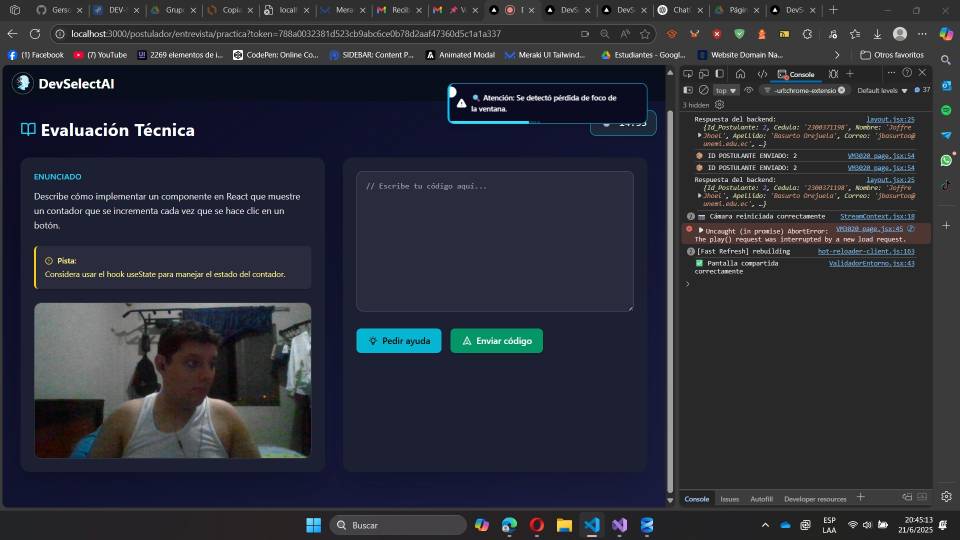 Gerso
DEV-S
Grupo
Copia
localh
Mera
Recib
DevS
DevS
ChatG
Págin
DevS
localhost:3000/postulador/entrevista/practica?token=788a0032381d523cb9abc6ce0b78d2aaf47360d5c1a1a337
(1) Facebook
(7) YouTube
2269 elementos de i...
CodePen: Online Co...
SIDEBAR: Content P...
Animated Modal
Meraki UI Tailwind...
Estudiantes - Googl...
Website Domain Na...
Otros favoritos
DevSelectAI
Atención: Se detectó pérdida de foco de
la ventana.
Evaluación Técnica
ENUNCIADO
Describe cómo implementar un componente en React que muestre
un contador que se incrementa cada vez que se hace clic en un
botón.
Pista:
Considera usar el hook useState para manejar el estado del contador.
// Escribe tu código aquí...
Pedir ayuda
Enviar código
Console
top
-url:chrome-extensio
Default levels
37
3 hidden
Respuesta del backend: layout.jsx:25
{Id_Postulante: 2, Cedula: '2300371198', Nombre: 'Joffre
Jhoel', Apellido: 'Basurto Orejuela', Correo: 'jbasurtoo@
unemi.edu.ec', …}
ID POSTULANTE ENVIADO: 2 VM3020 page.jsx:54
ID POSTULANTE ENVIADO: 2 VM3020 page.jsx:54
Respuesta del backend: layout.jsx:25
{Id_Postulante: 2, Cedula: '2300371198', Nombre: 'Joffre
Jhoel', Apellido: 'Basurto Orejuela', Correo: 'jbasurtoo@
unemi.edu.ec', …}
Cámara reiniciada correctamente StreamContext.jsx:18
Uncaught (in promise) AbortError: VM3020 page.jsx:45
The play() request was interrupted by a new load request.
[Fast Refresh] rebuilding hot-reloader-client.js:163
Pantalla compartida ValidadorEntorno.jsx:43
correctamente
Console
Issues
Autofill
Developer resources
Buscar
ESP
LAA
20:45:13
21/6/2025